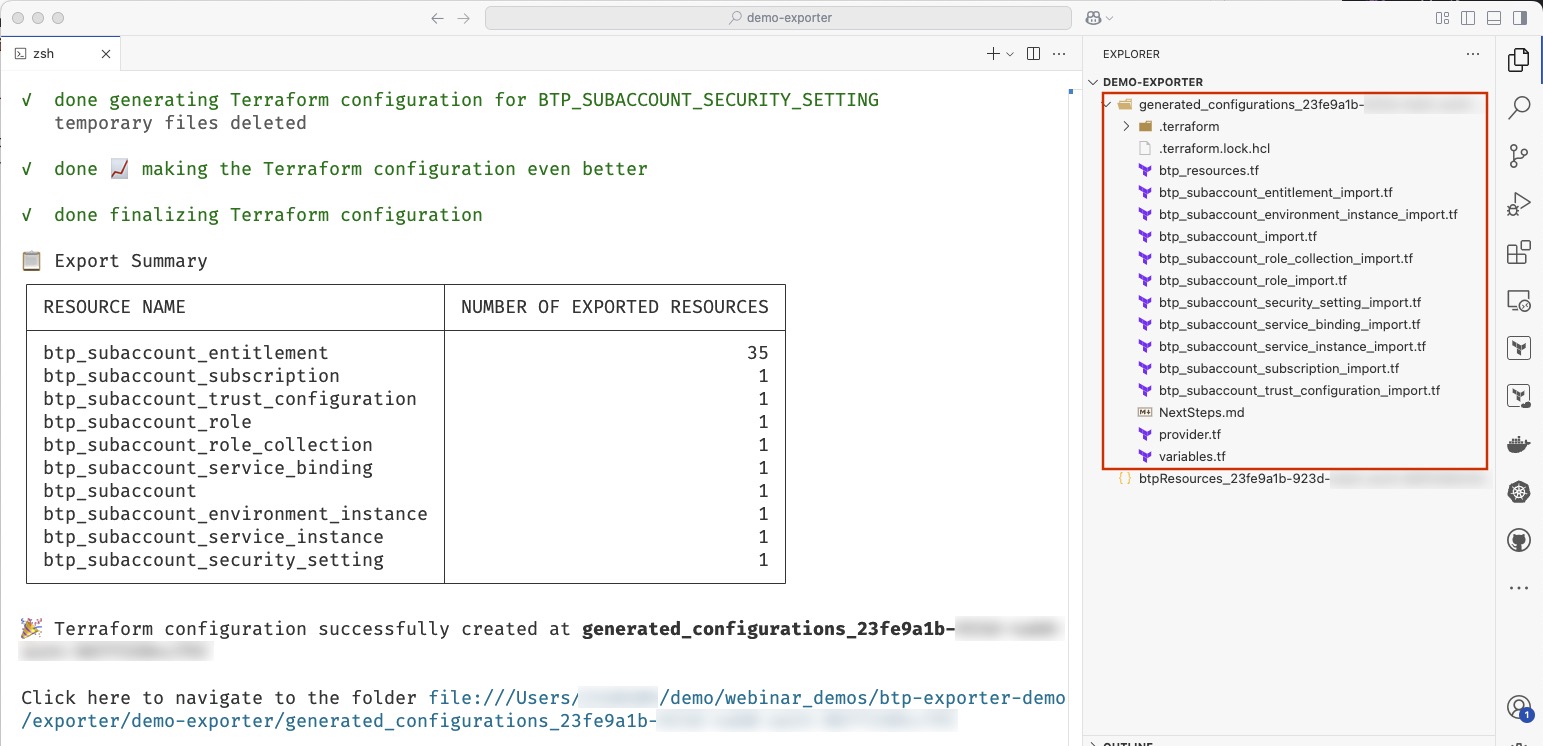 demo-exporter
zsh
√ done generating Terraform configuration for BTP_SUBACCOUNT_SECURITY_SETTING
temporary files deleted
√ done 📈 making the Terraform configuration even better
√ done finalizing Terraform configuration
📋 Export Summary
RESOURCE NAME NUMBER OF EXPORTED RESOURCES
btp_subaccount_entitlement 35
btp_subaccount_subscription 1
btp_subaccount_trust_configuration 1
btp_subaccount_role 1
btp_subaccount_role_collection 1
btp_subaccount_service_binding 1
btp_subaccount 1
btp_subaccount_environment_instance 1
btp_subaccount_service_instance 1
btp_subaccount_security_setting 1
🎉 Terraform configuration successfully created at generated_configurations_23fe9a1b-
Click here to navigate to the folder file:///Users/ /demo/webinar_demos/btp-exporter-demo
/exporter/demo-exporter/generated_configurations_23fe9a1b-
EXPLORER
DEMO-EXPORTER
generated_configurations_23fe9a1b-
.terraform
.terraform.lock.hcl
btp_resources.tf
btp_subaccount_entitlement_import.tf
btp_subaccount_environment_instance_import.tf
btp_subaccount_import.tf
btp_subaccount_role_collection_import.tf
btp_subaccount_role_import.tf
btp_subaccount_security_setting_import.tf
btp_subaccount_service_binding_import.tf
btp_subaccount_service_instance_import.tf
btp_subaccount_subscription_import.tf
btp_subaccount_trust_configuration_import.tf
M↓ NextSteps.md
provider.tf
variables.tf
{} btpResources_23fe9a1b-923d-
1
OUTLINE